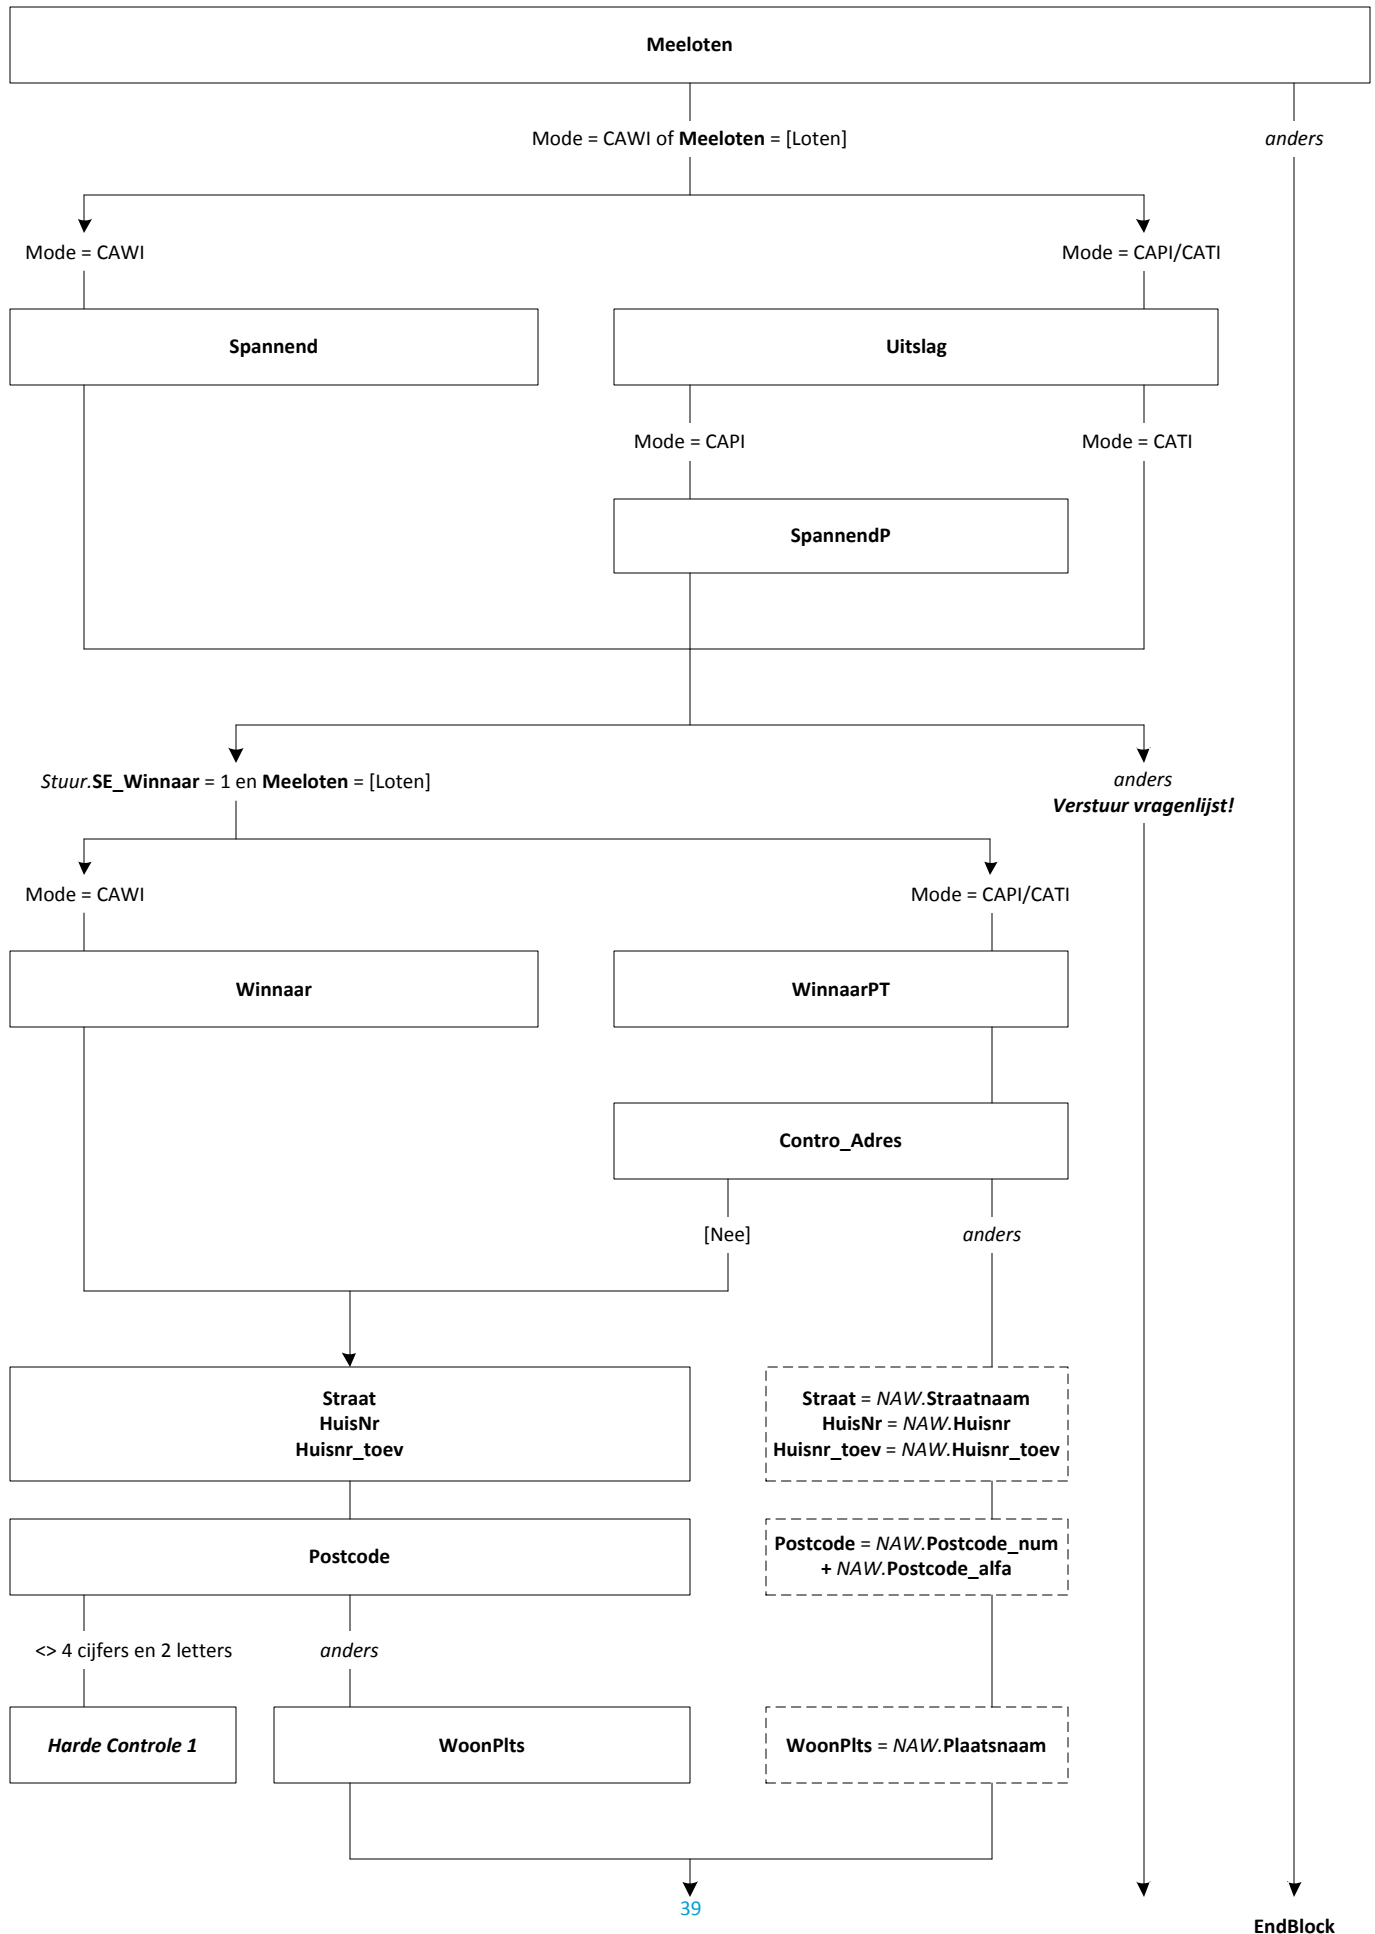 Meeloten
Mode = CAWI of Meeloten = [Loten]
anders
Mode = CAWI
Mode = CAPI/CATI
Spannend
Uitslag
Mode = CAPI
Mode = CATI
SpannendP
Stuur.SE_Winnaar = 1 en Meeloten = [Loten]
anders
Verstuur vragenlijst!
Mode = CAWI
Mode = CAPI/CATI
Winnaar
WinnaarPT
Contro_Adres
[Nee]
anders
Straat
HuisNr
Huisnr_toev
Straat = NAW.Straatnaam
HuisNr = NAW.Huisnr
Huisnr_toev = NAW.Huisnr_toev
Postcode
Postcode = NAW.Postcode_num
+ NAW.Postcode_alfa
<> 4 cijfers en 2 letters
anders
Harde Controle 1
WoonPlts
WoonPlts = NAW.Plaatsnaam
39
EndBlock